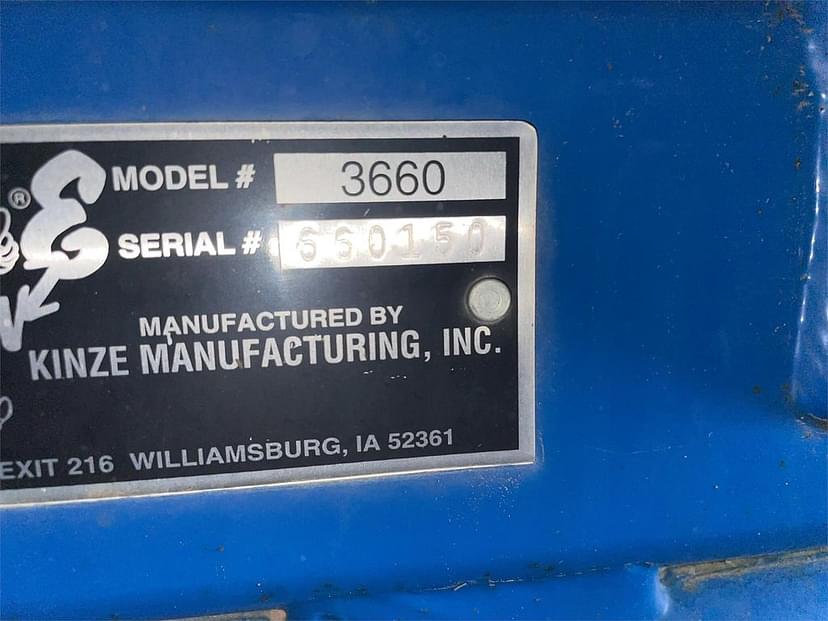 MODEL # 3660
SERIAL # 660150
MANUFACTURED BY
KINZE MANUFACTURING, INC.
EXIT 216 WILLIAMSBURG, IA 52361